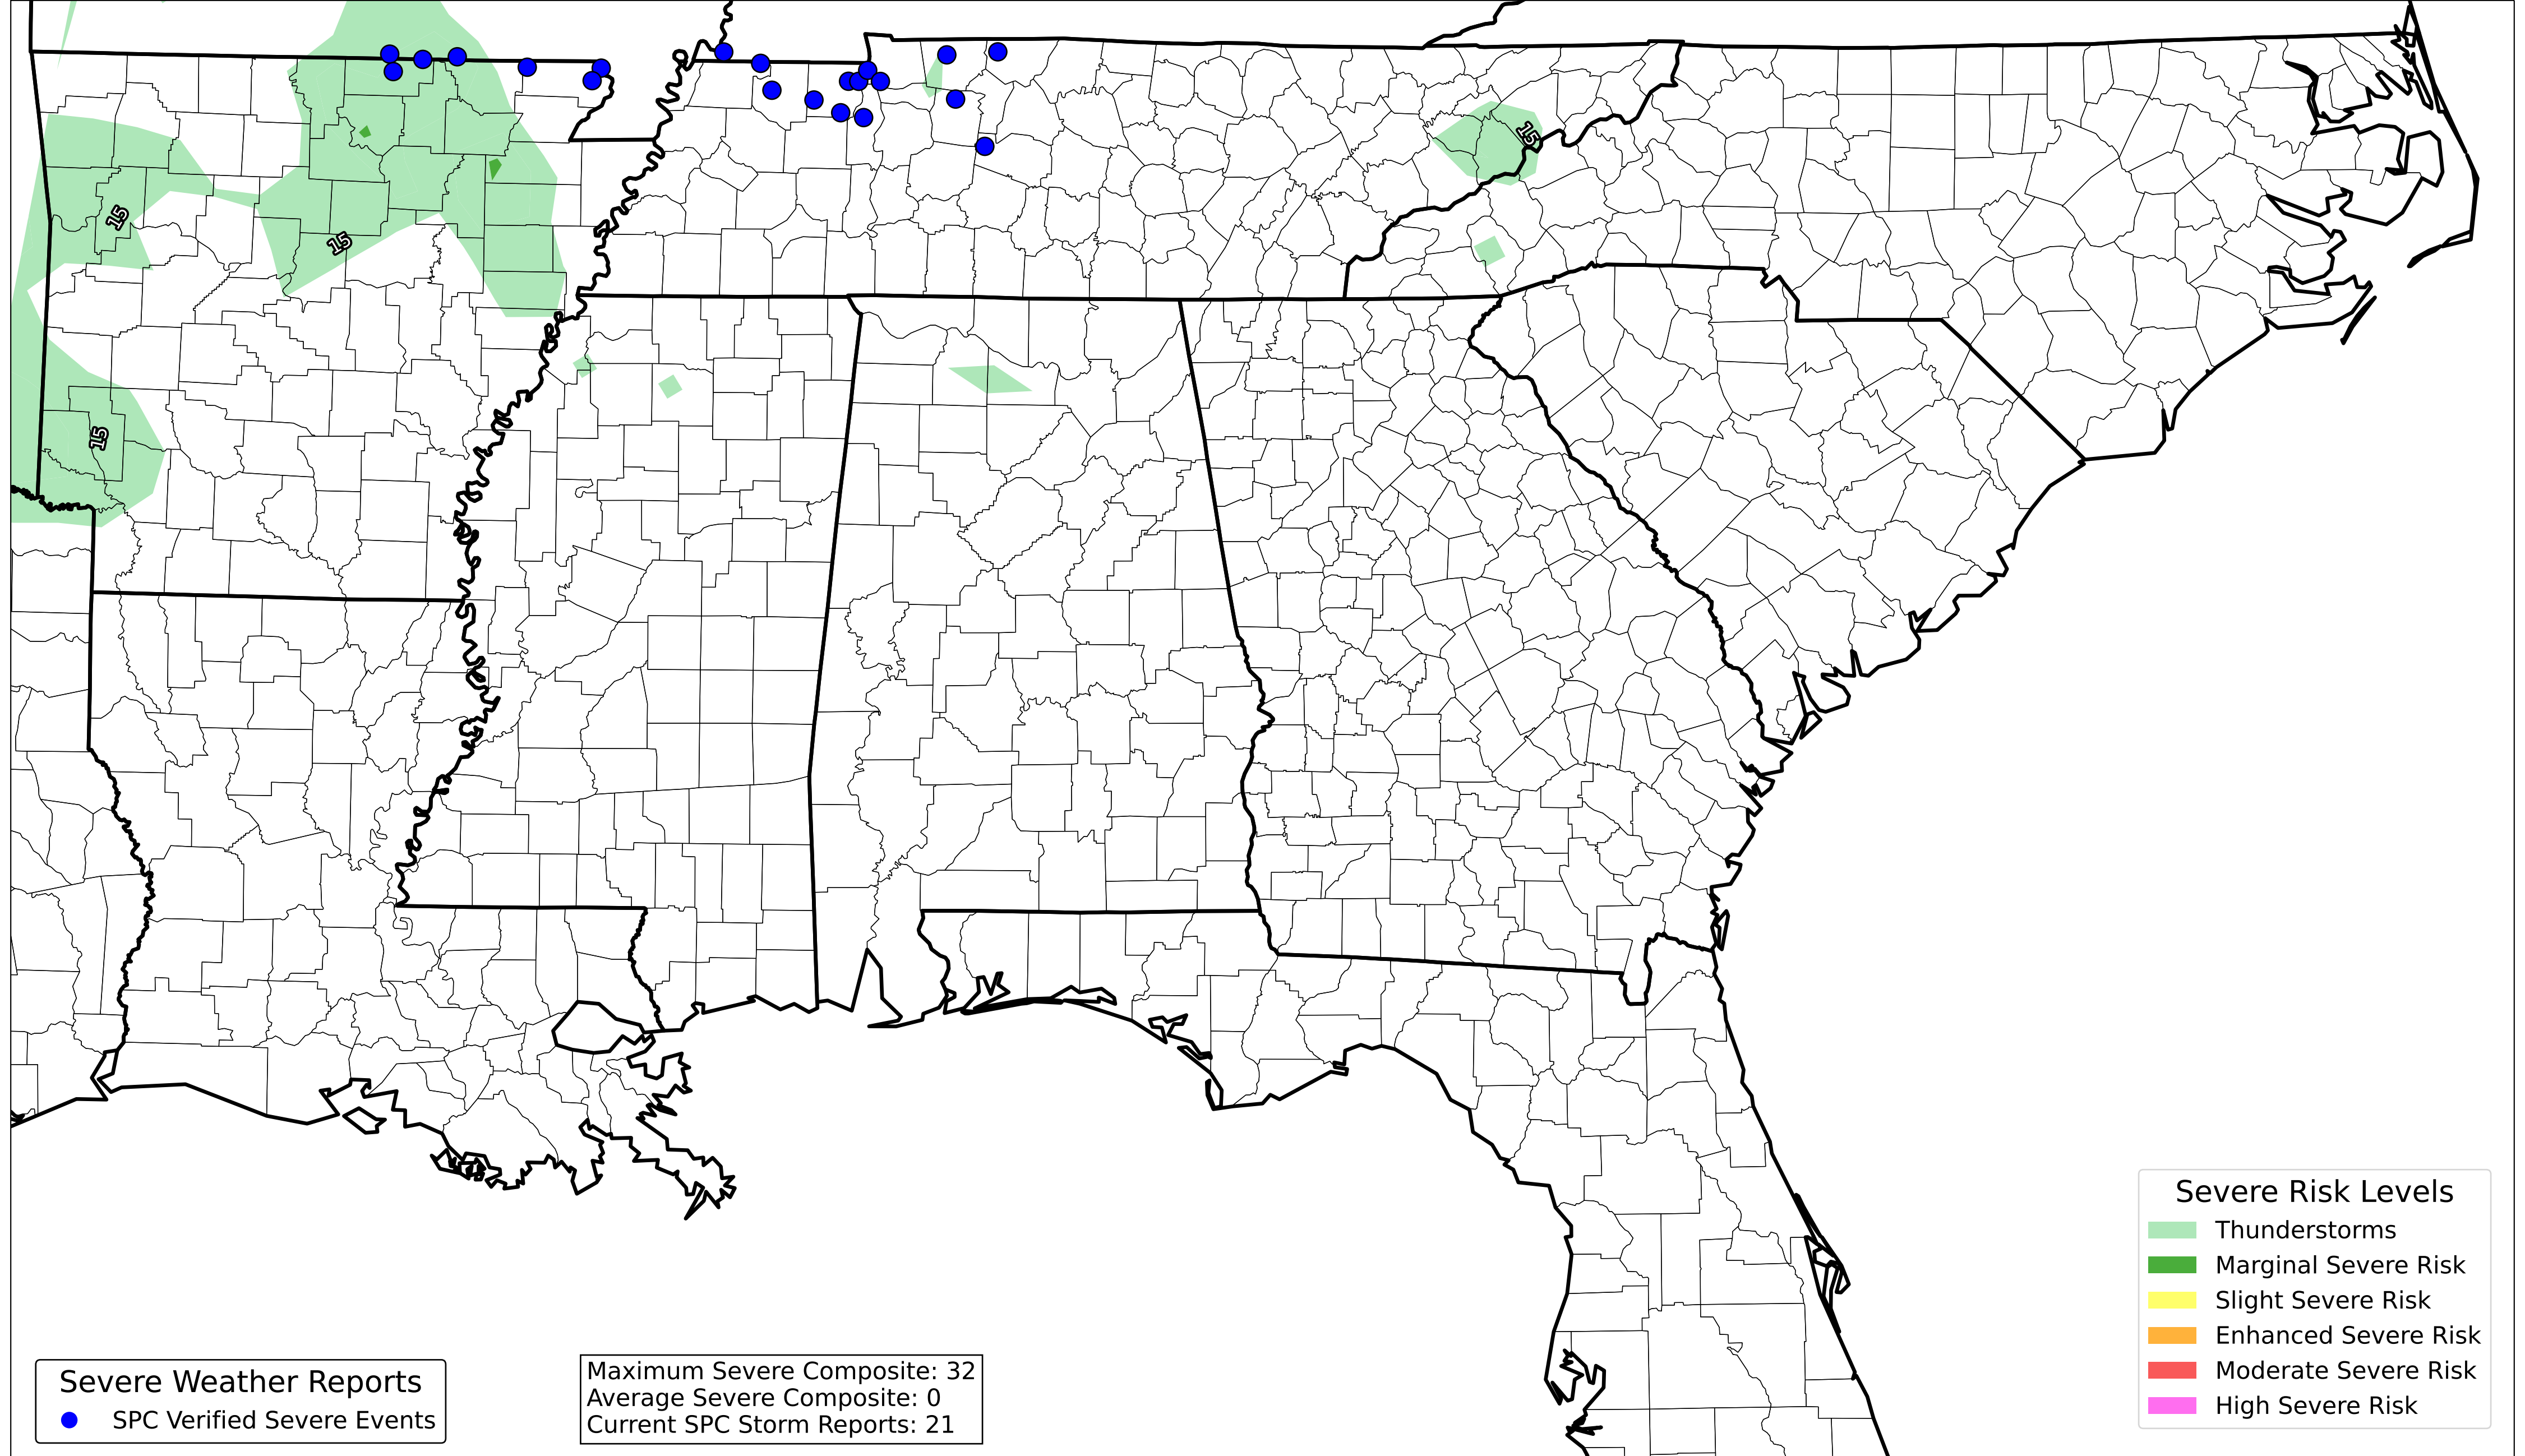 15
15
15
15
Severe Weather Reports
SPC Verified Severe Events
Maximum Severe Composite: 32
Average Severe Composite: 0
Current SPC Storm Reports: 21
Severe Risk Levels
Thunderstorms
Marginal Severe Risk
Slight Severe Risk
Enhanced Severe Risk
Moderate Severe Risk
High Severe Risk